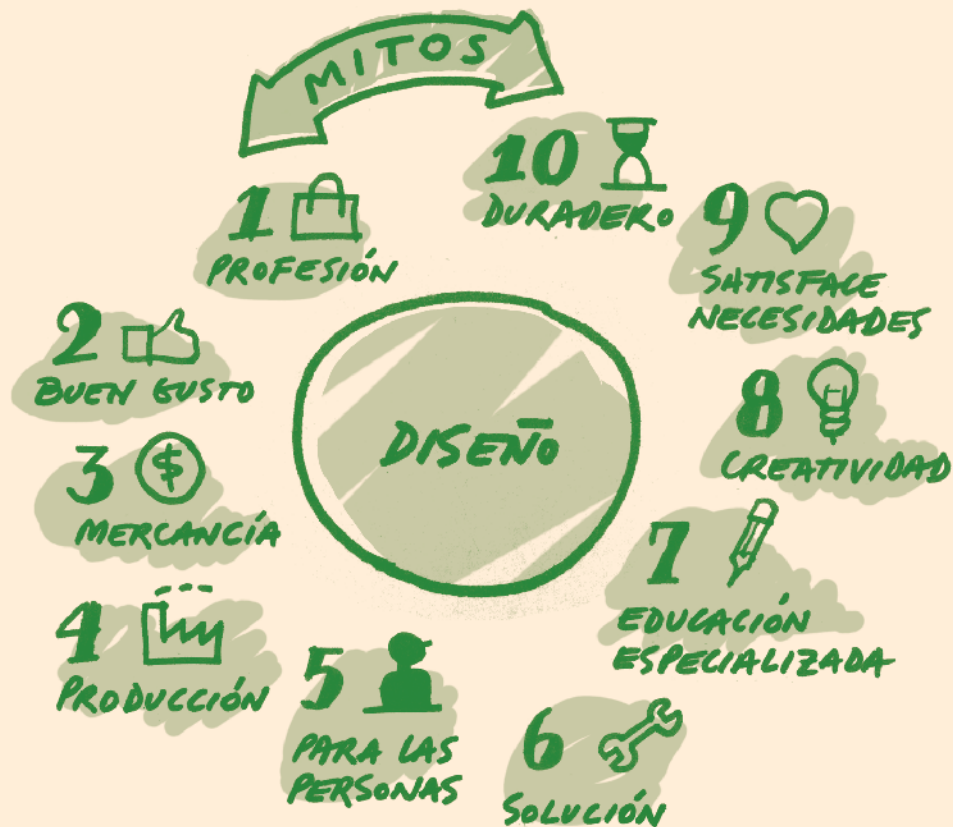 MITOS
1
PROFESIÓN
2
BUEN GUSTO
3
$
MERCANCÍA
4
PRODUCCIÓN
5
PARA LAS
PERSONAS
6
SOLUCIÓN
7
EDUCACIÓN
ESPECIALIZADA
8
CREATIVIDAD
9
SATISFACE
NECESIDADES
10
DURADERO
DISEÑO